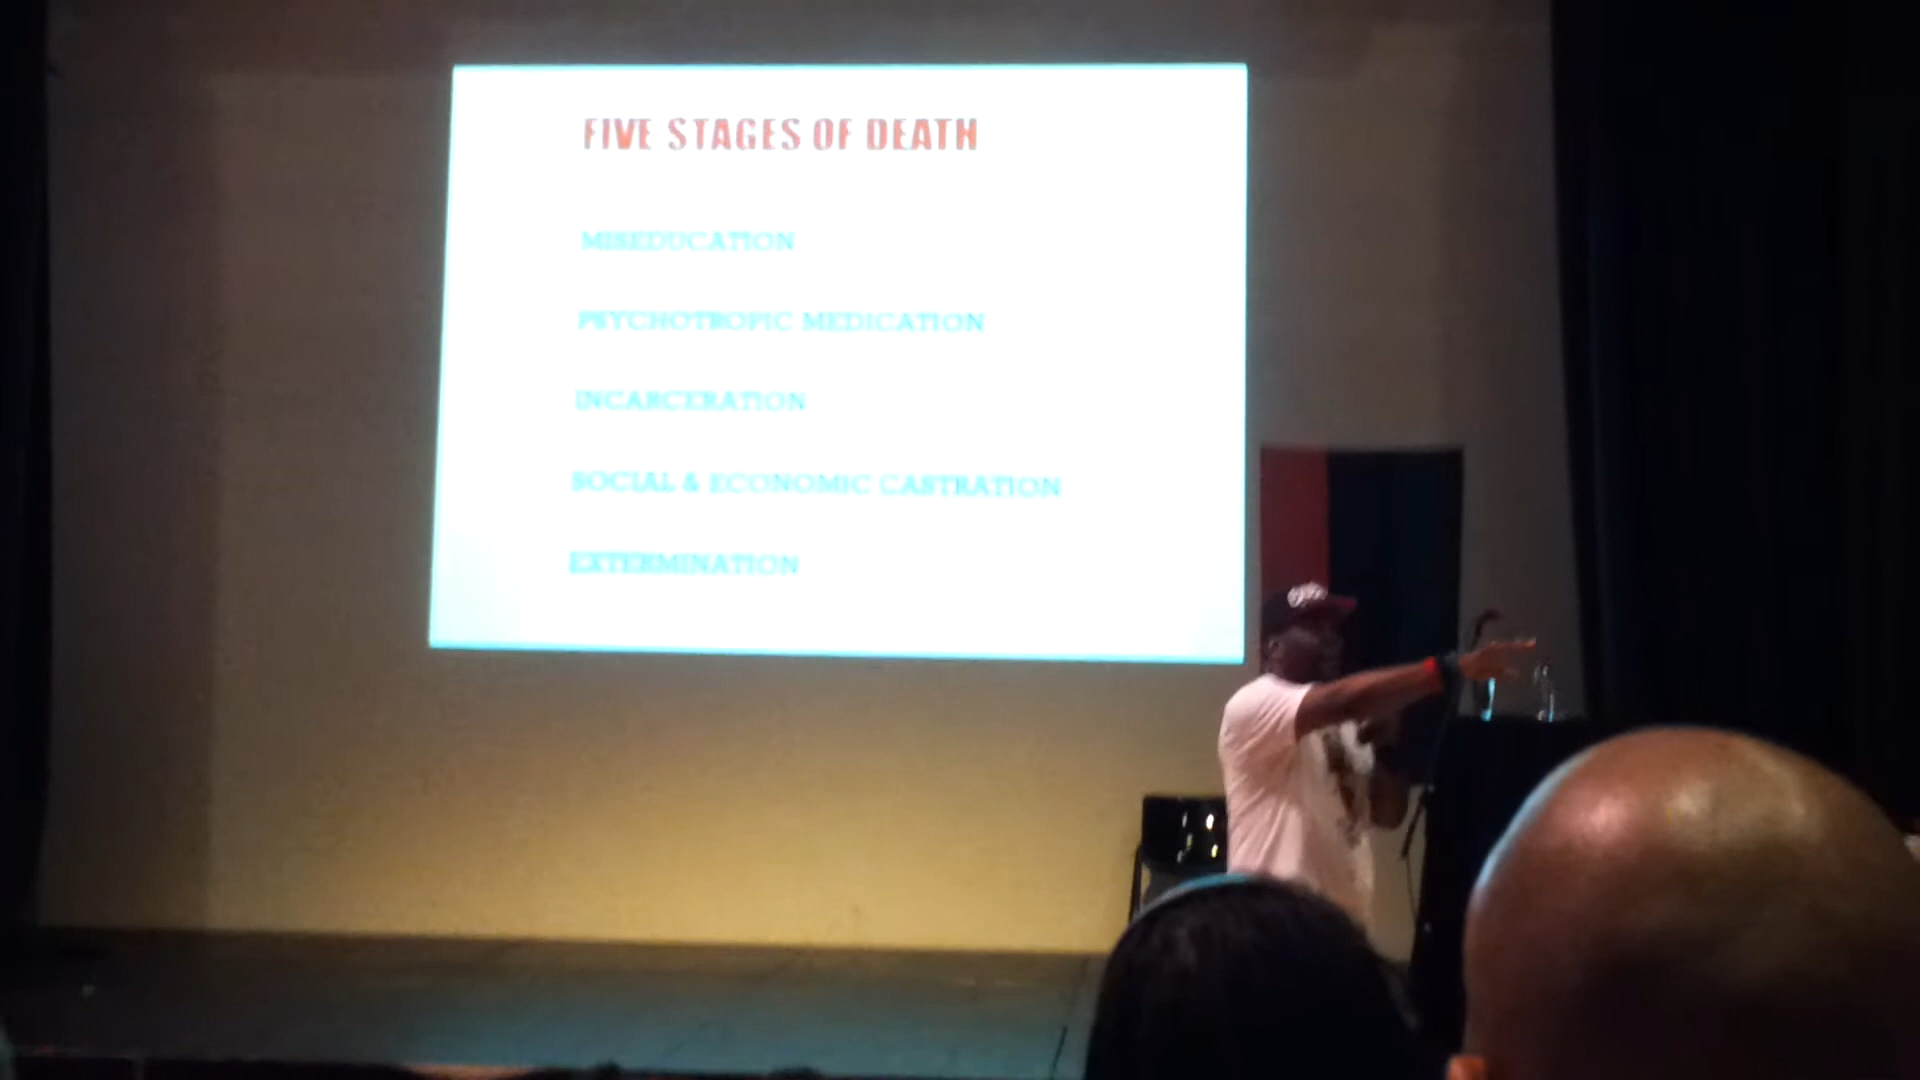 FIVE STAGES OF DEATH
MISEDUCATION
PSYCHOTROPIC MEDICATION
INCARCERATION
SOCIAL & ECONOMIC CASTRATION
EXTERMINATION